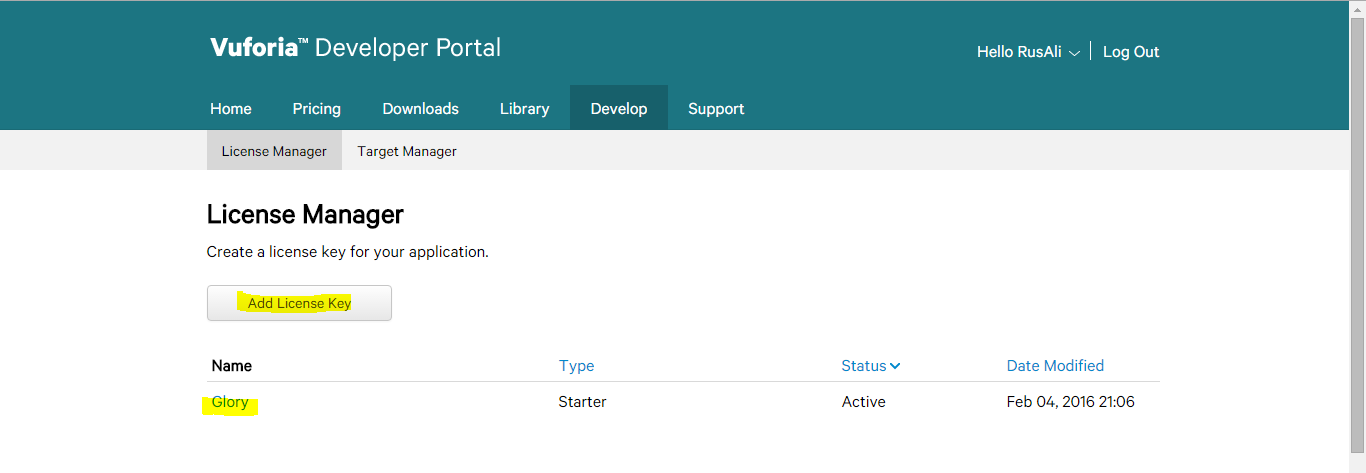 Vuforia™ Developer Portal
Hello RusAli Log Out
Home Pricing Downloads Library Develop Support
License Manager Target Manager
License Manager
Create a license key for your application.
Add License Key
Name Type Status Date Modified
Glory Starter Active Feb 04, 2016 21:06